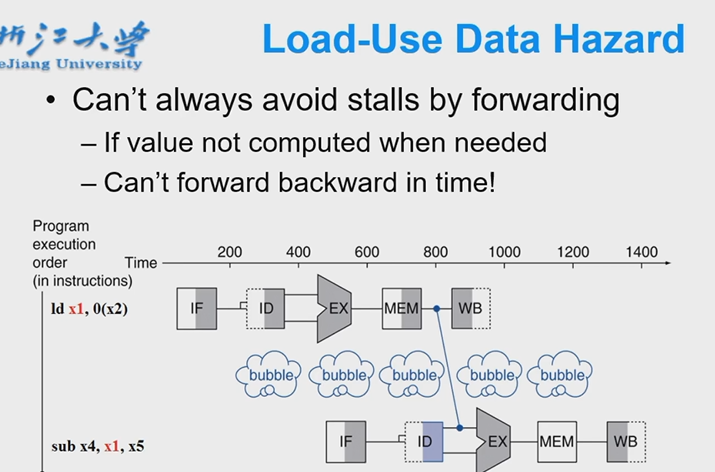 浙江大学
eJiang University
Load-Use Data Hazard
• Can’t always avoid stalls by forwarding
– If value not computed when needed
– Can’t forward backward in time!
Program
execution
order
(in instructions)
Time
200 400 600 800 1000 1200 1400
ld x1, 0(x2)
IF ID EX MEM WB
bubble bubble bubble bubble bubble
sub x4, x1, x5
IF ID EX MEM WB